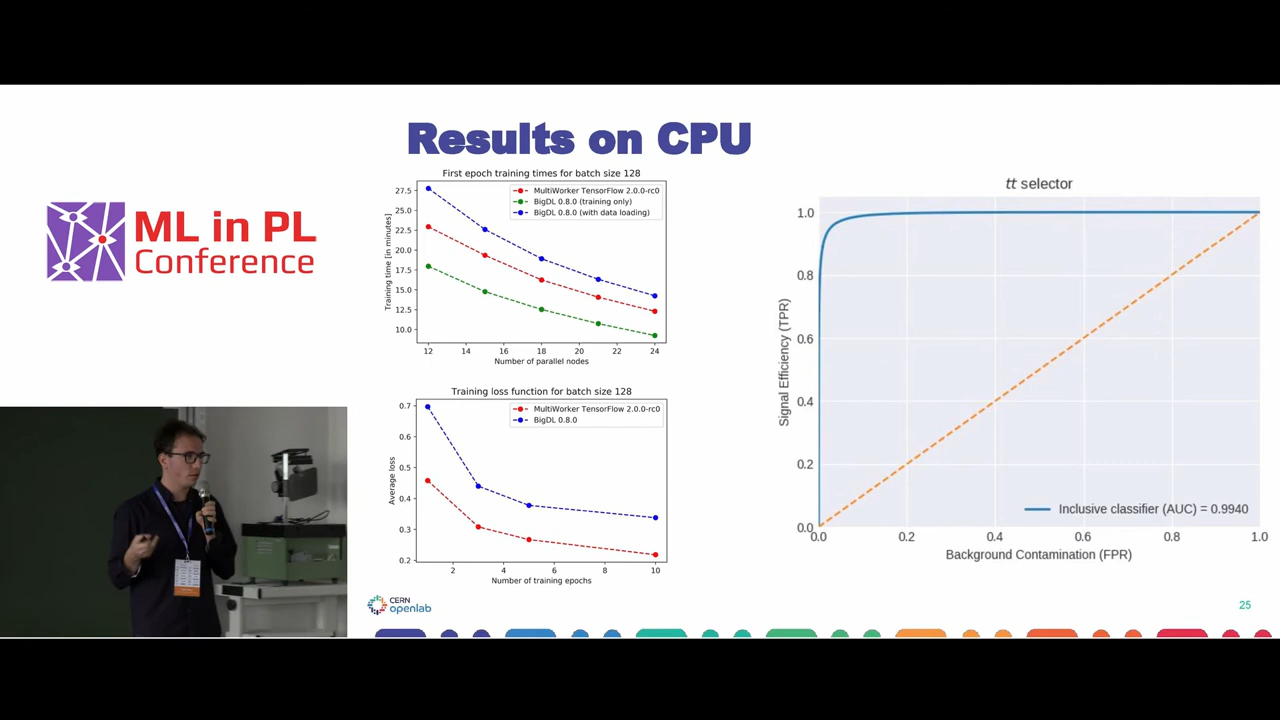 Results on CPU
ML in PL
Conference
First epoch training times for batch size 128
MultiWorker TensorFlow 2.0.0-rc0
BigDL 0.8.0 (training only)
BigDL 0.8.0 (with data loading)
Training time [in minutes]
27.5
25.0
22.5
20.0
17.5
15.0
12.5
10.0
12 14 16 18 20 22 24
Number of parallel nodes
Training loss function for batch size 128
MultiWorker TensorFlow 2.0.0-rc0
BigDL 0.8.0
Average loss
0.7
0.6
0.5
0.4
0.3
0.2
2 4 6 8 10
Number of training epochs
tt selector
Signal Efficiency (TPR)
1.0
0.8
0.6
0.4
0.2
0.0
Inclusive classifier (AUC) = 0.9940
0.0 0.2 0.4 0.6 0.8 1.0
Background Contamination (FPR)
CERN
openlab
25